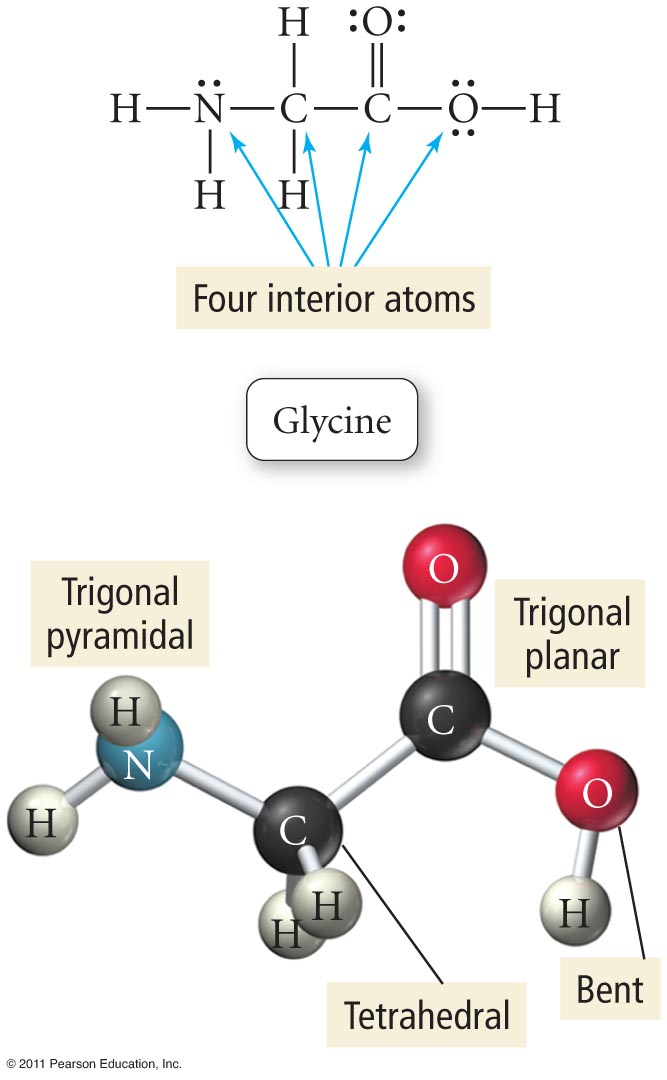 H :O:
H—N—C—C—O—H
H H
Four interior atoms
Glycine
O
Trigonal
pyramidal
Trigonal
planar
H
C
N
O
H
C
H
H
H
Bent
Tetrahedral
© 2011 Pearson Education, Inc.